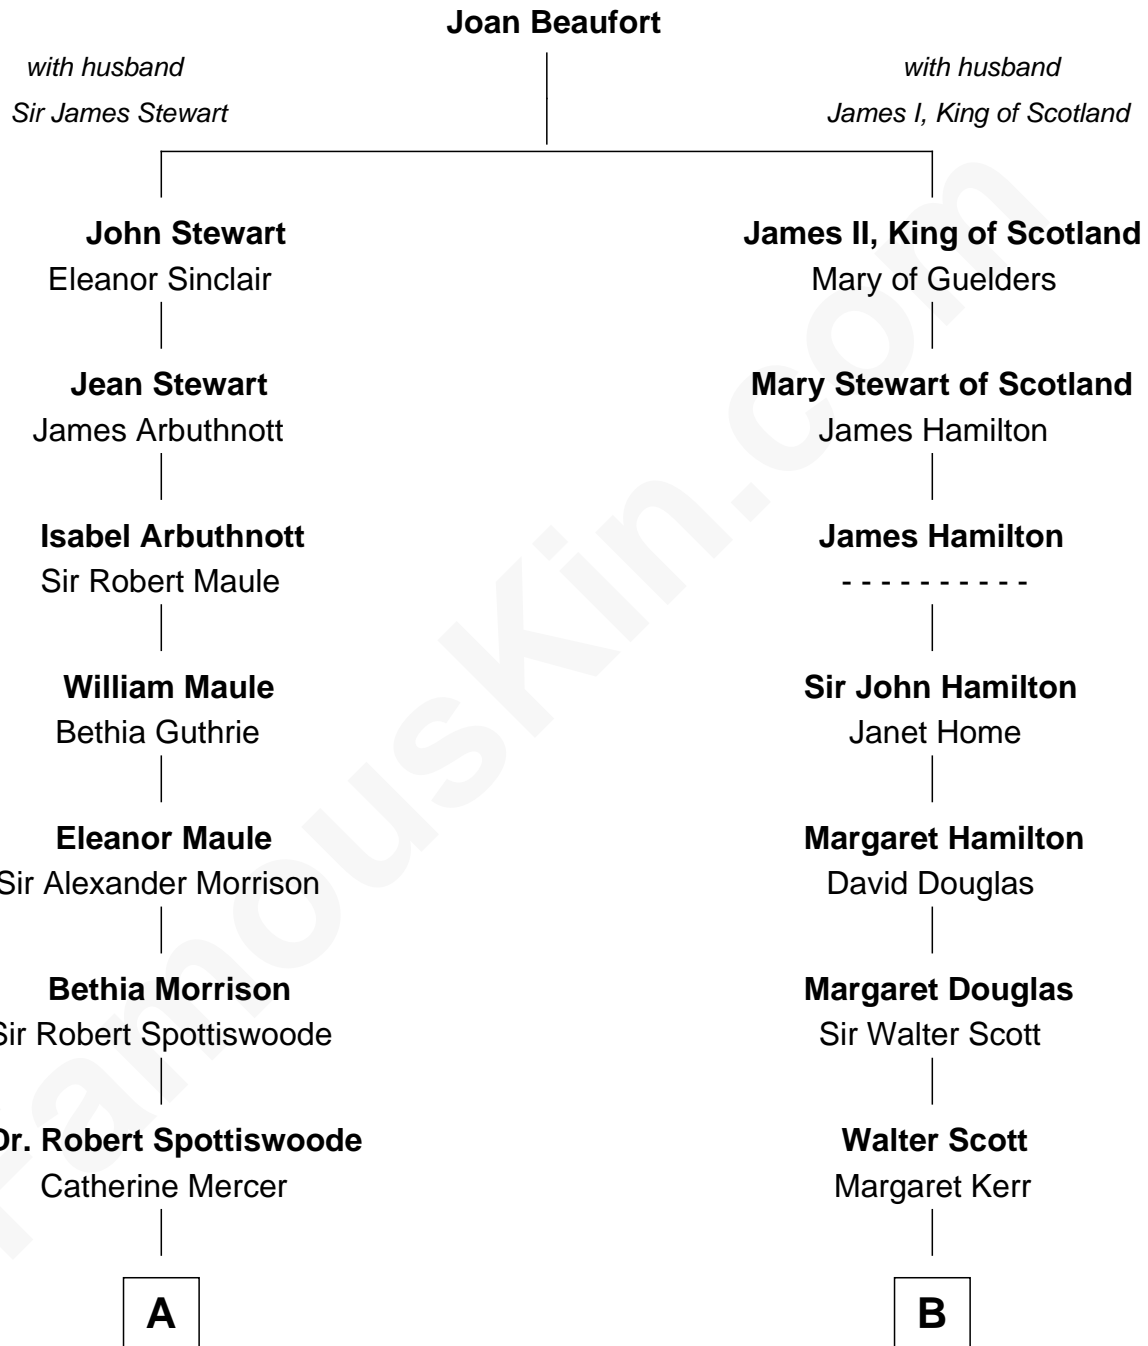 Joan Beaufort
with husband
Sir James Stewart
with husband
James I, King of Scotland
John Stewart
Eleanor Sinclair
James II, King of Scotland
Mary of Guelders
Jean Stewart
James Arbuthnott
Mary Stewart of Scotland
James Hamilton
Isabel Arbuthnott
Sir Robert Maule
James Hamilton
- - - - - - - - - -
William Maule
Bethia Guthrie
Sir John Hamilton
Janet Home
Eleanor Maule
Sir Alexander Morrison
Margaret Hamilton
David Douglas
Bethia Morrison
Sir Robert Spottiswoode
Margaret Douglas
Sir Walter Scott
Dr. Robert Spottiswoode
Catherine Mercer
Walter Scott
Margaret Kerr
A
B
FamousKin.com